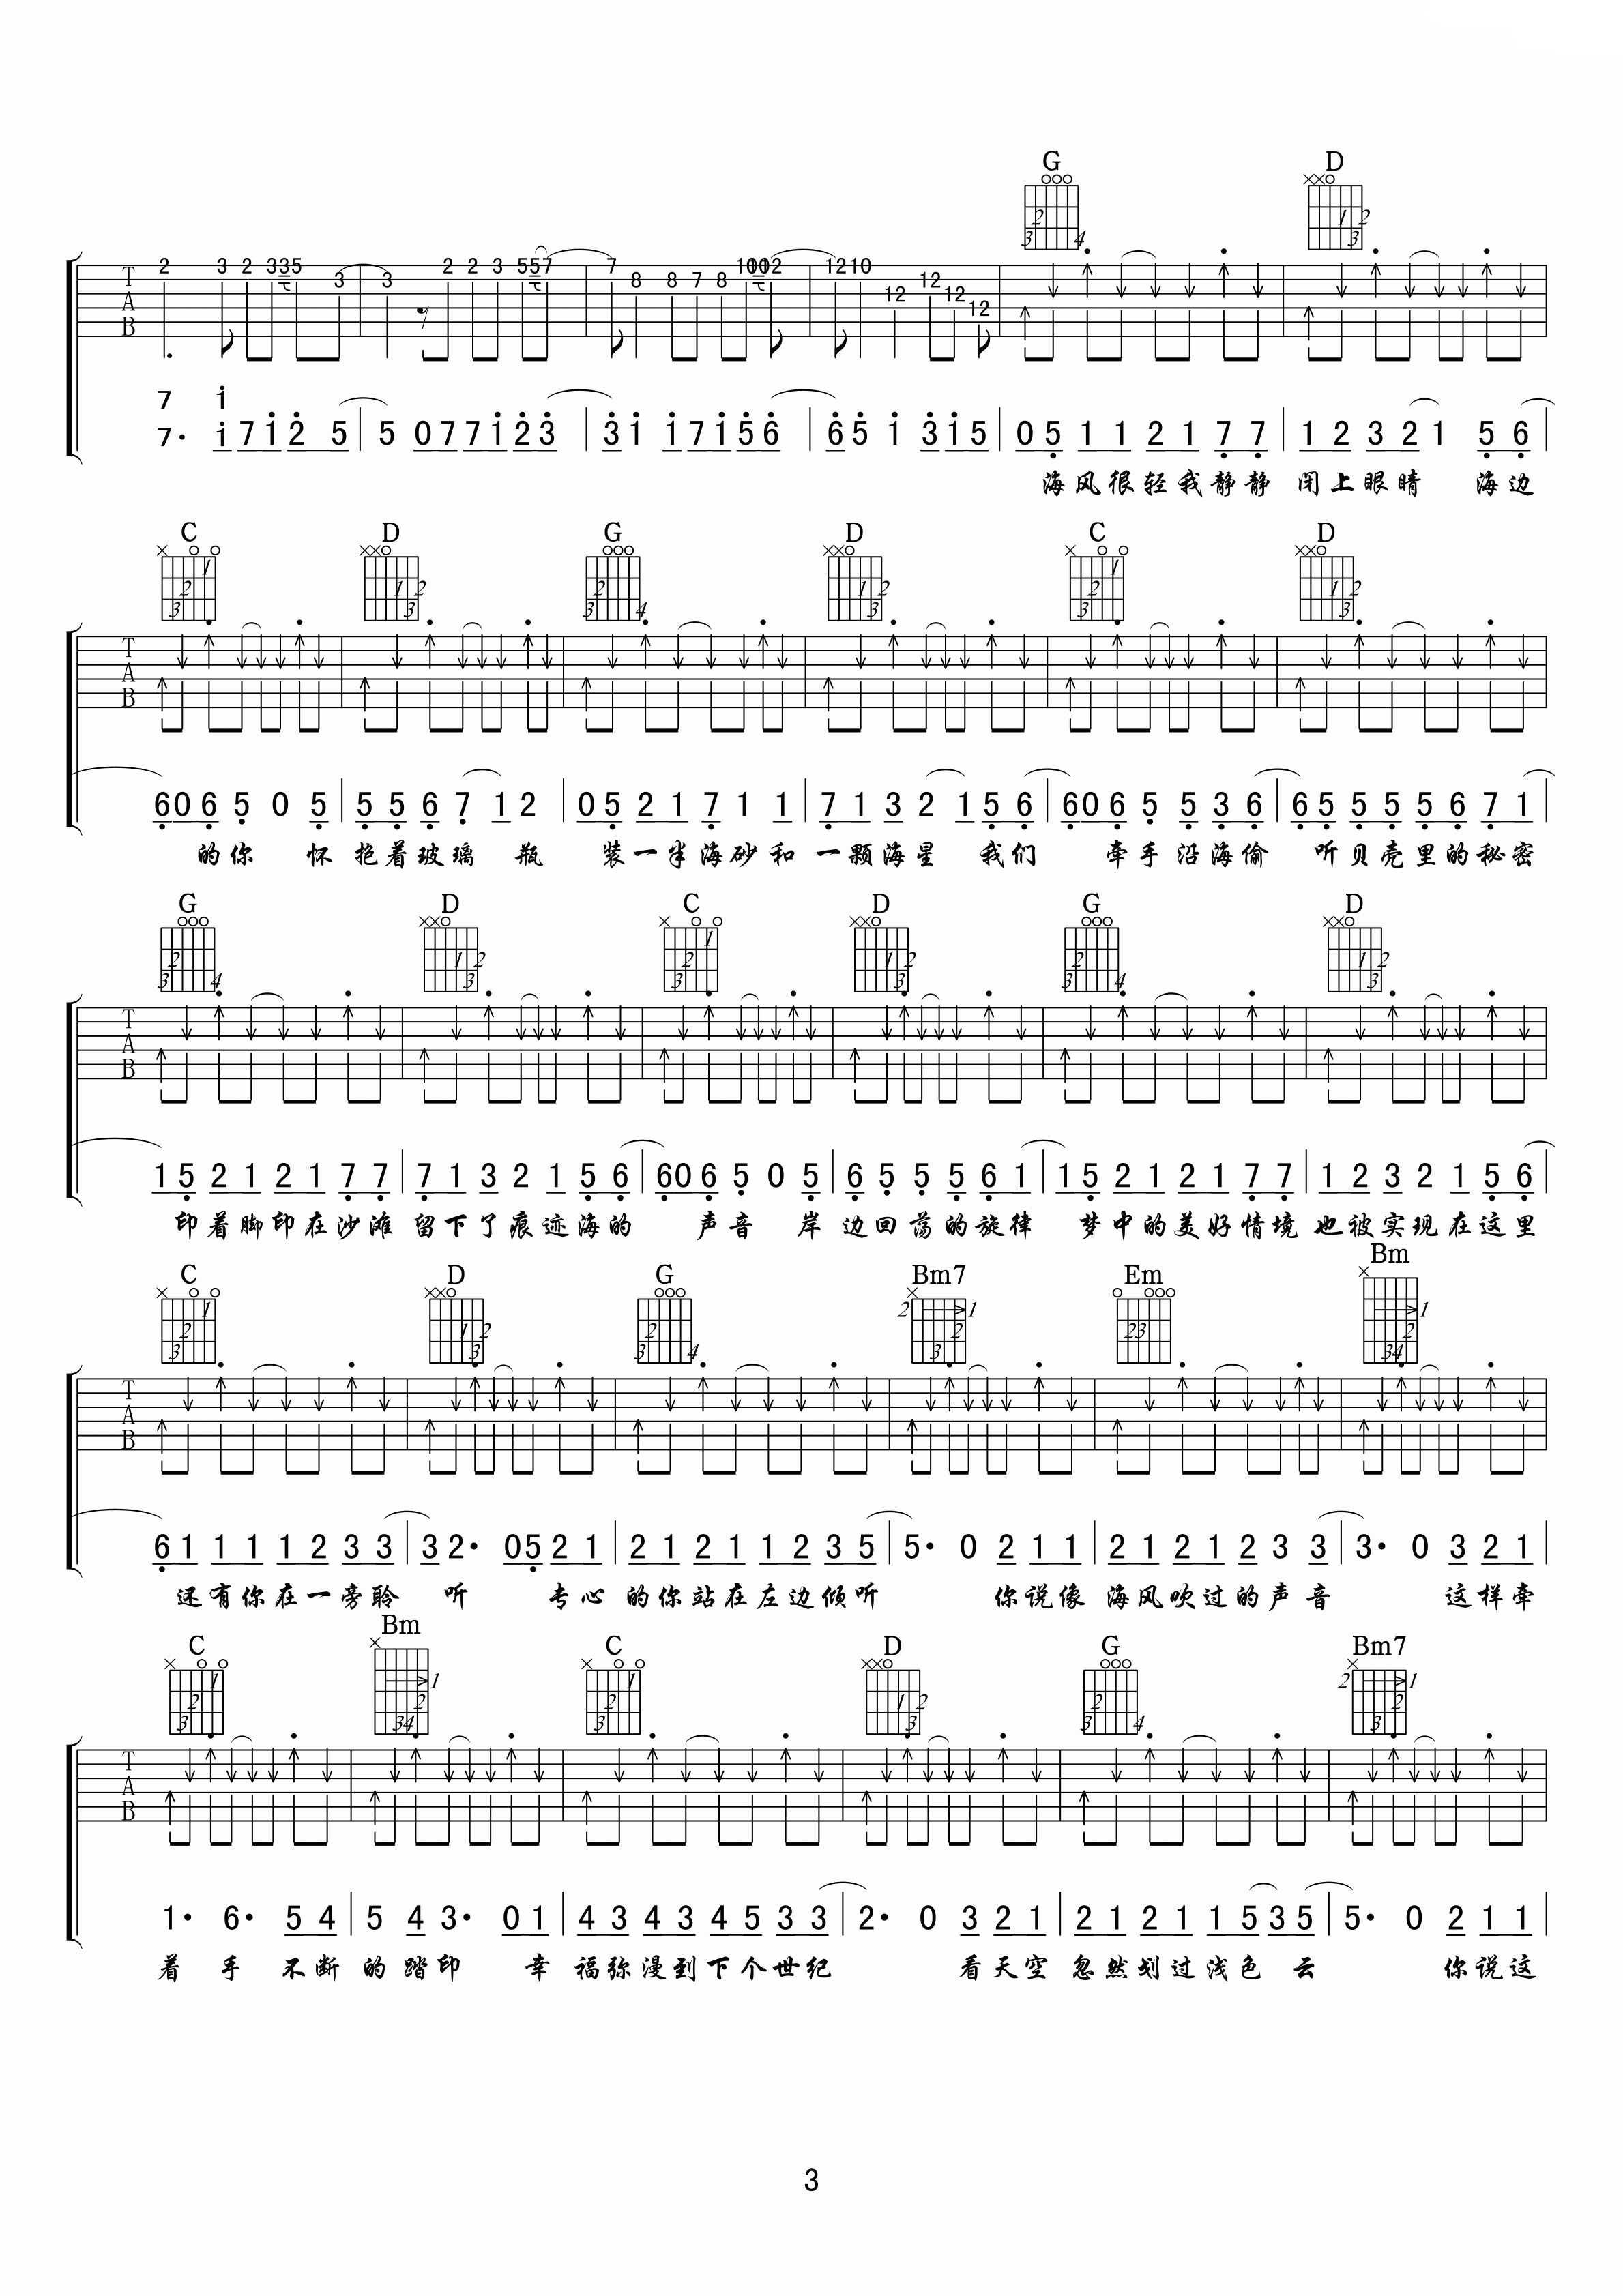 G D
T 2 3 2 3 3 5 3 3 2 2 3 5 5 7 7 8 8 7 8 10 10 12 12 10 12 12 12 12
A
B
7 i
7· i 7 i 2 5 5 0 7 7 i 2 3 3 i i 7 i 5 6 6 5 i 3 i 5 0 5 1 1 2 1 7 7 1 2 3 2 1 5 6
海风很轻我静静 闭上眼睛 海边
C D G D C D
T
A
B
6 0 6 5 0 5 5 5 6 7 1 2 0 5 2 1 7 1 1 7 1 3 2 1 5 6 6 0 6 5 5 3 6 6 5 5 5 6 7 1
的你 怀 抱着玻璃 瓶 装一半海砂和 一颗海星 我们 牵手沿海偷 听贝壳里的秘密
G D C D G D
T
A
B
1 5 2 1 2 1 7 7 7 1 3 2 1 5 6 6 0 6 5 0 5 6 5 5 5 6 1 1 5 2 1 2 1 7 7 1 2 3 2 1 5 6
印着脚印在沙滩 留下了痕迹海的 声音 岸 边回荡的旋律 梦中的美好情境 也被实现在这里
C D G Bm7 Em Bm
T
A
B
6 1 1 1 1 2 3 3 3 2· 0 5 2 1 2 1 2 1 1 2 3 5 5· 0 2 1 1 2 1 2 1 2 3 3 3· 0 3 2 1
还有你在一旁聆 听 专心 的你站在左边倾听 你说像 海风吹过的声音 这样牵
C Bm C D G Bm7
T
A
B
1· 6· 5 4 5 4 3· 0 1 4 3 4 3 4 5 3 3 2· 0 3 2 1 2 1 2 1 1 5 3 5 5· 0 2 1 1
着 手 不断 的踏印 幸 福弥漫到下个世纪 看天空 忽然划过浅色 云 你说这
3